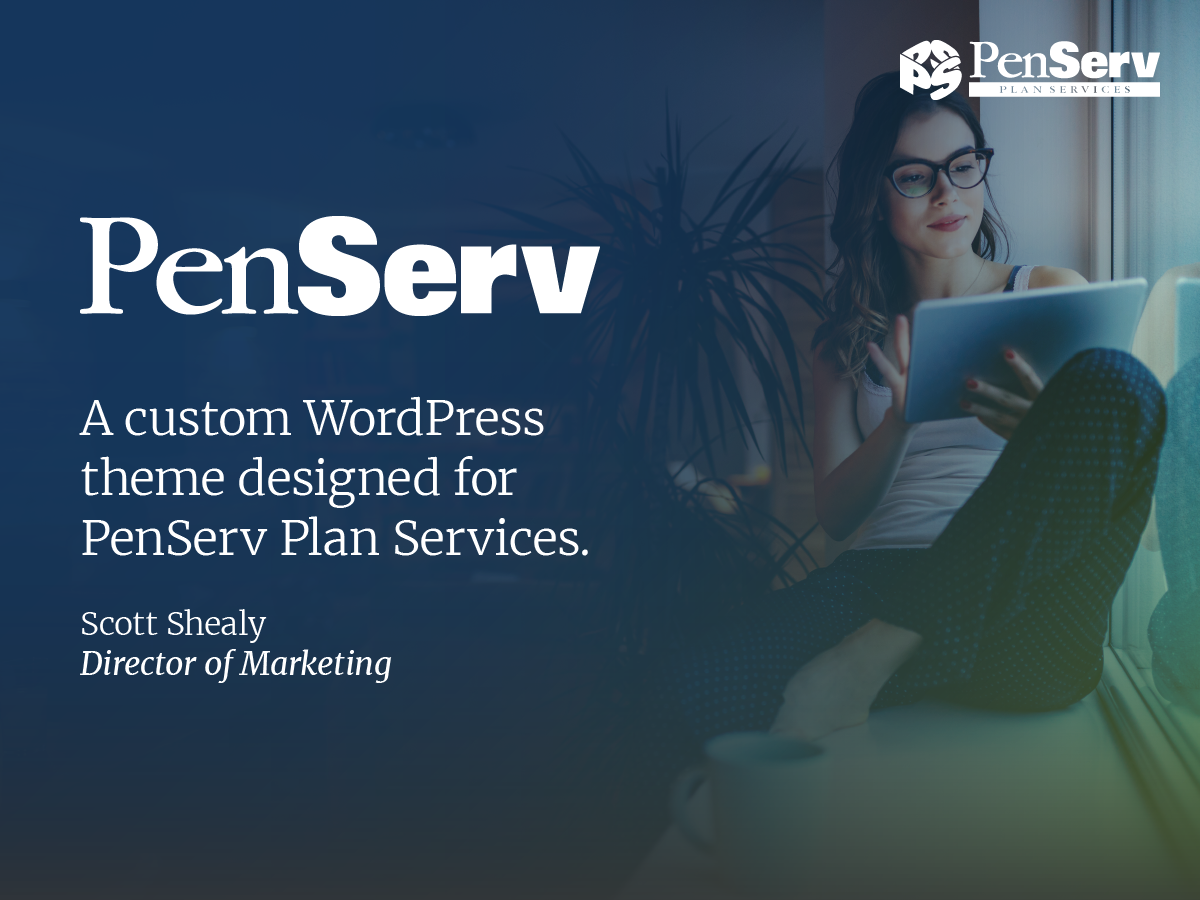 PenServ
PLAN SERVICES
PenServ
A custom WordPress
theme designed for
PenServ Plan Services.
Scott Shealy
Director of Marketing